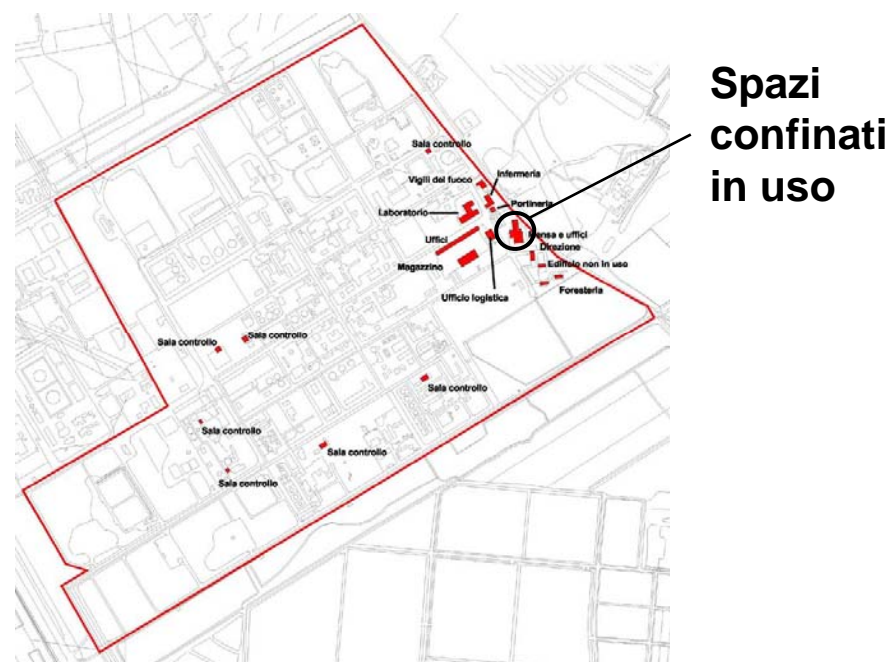 Spazi
confinati
in uso
Sala controllo
Infermeria
Vigili del fuoco
Portineria
Laboratorio
Mensa e uffici
Uffici
Direzione
Edificio non in uso
Magazzino
Foresteria
Ufficio logistica
Sala controllo
Sala controllo
Sala controllo
Sala controllo
Sala controllo
Sala controllo